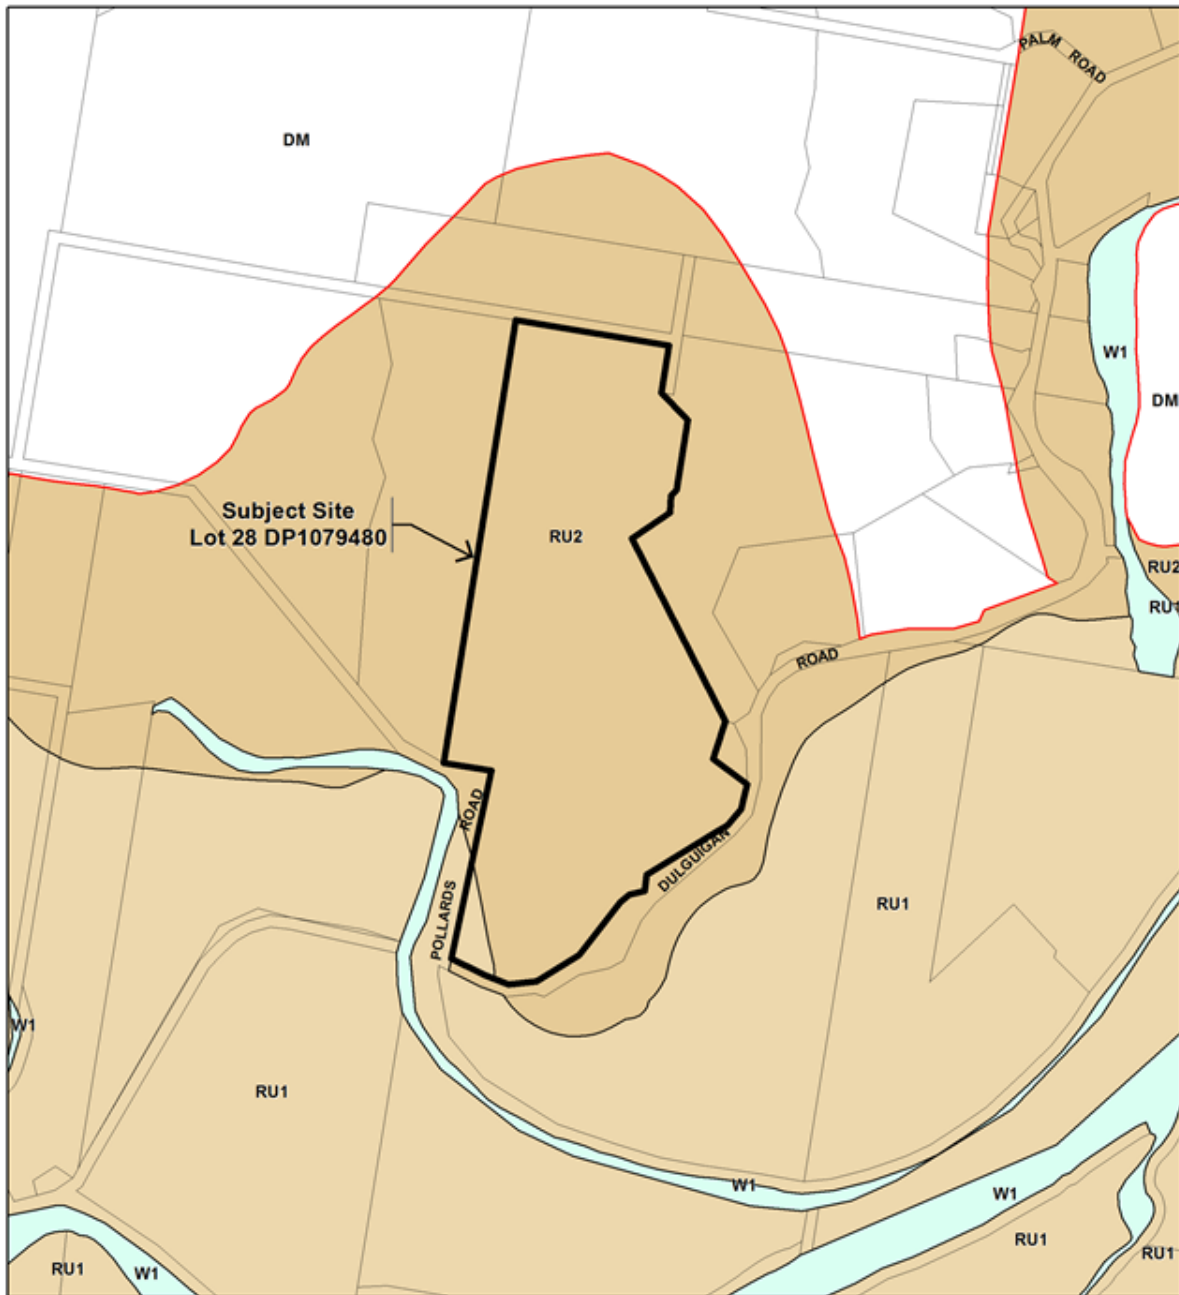 PALM ROAD
DM
W1
DM
Subject Site
Lot 28 DP1079480
RU2
RU2
RU1
ROAD
ROAD
DULGUIGAN
POLLARDS
RU1
W1
RU1
W1
W1
RU1
RU1
RU1
W1